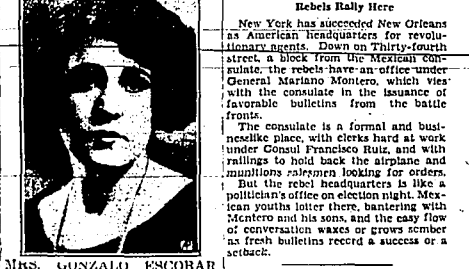 Rebels Rally Here
New York has succeeded New Orleans
as American headquarters for revolu-
tionary agents. Down on Thirty-fourth
street, a block from the Mexican con-
sulate, the rebels have an office under
General Mariano Montero, which vies
with the consulate in the issuance of
favorable bulletins from the battle
fronts.
The consulate is a formal and busi-
nesslike place, with clerks hard at work
under Consul Francisco Ruiz, and with
railings to hold back the airplane and
munitions salesmen looking for orders.
But the rebel headquarters is like a
politician's office on election night. Mex-
ican youths loiter there, bantering with
Montero and his sons, and the easy flow
of conversation waxes or grows somber
as fresh bulletins record a success or a
setback.
MRS. GONZALO ESCOBAR